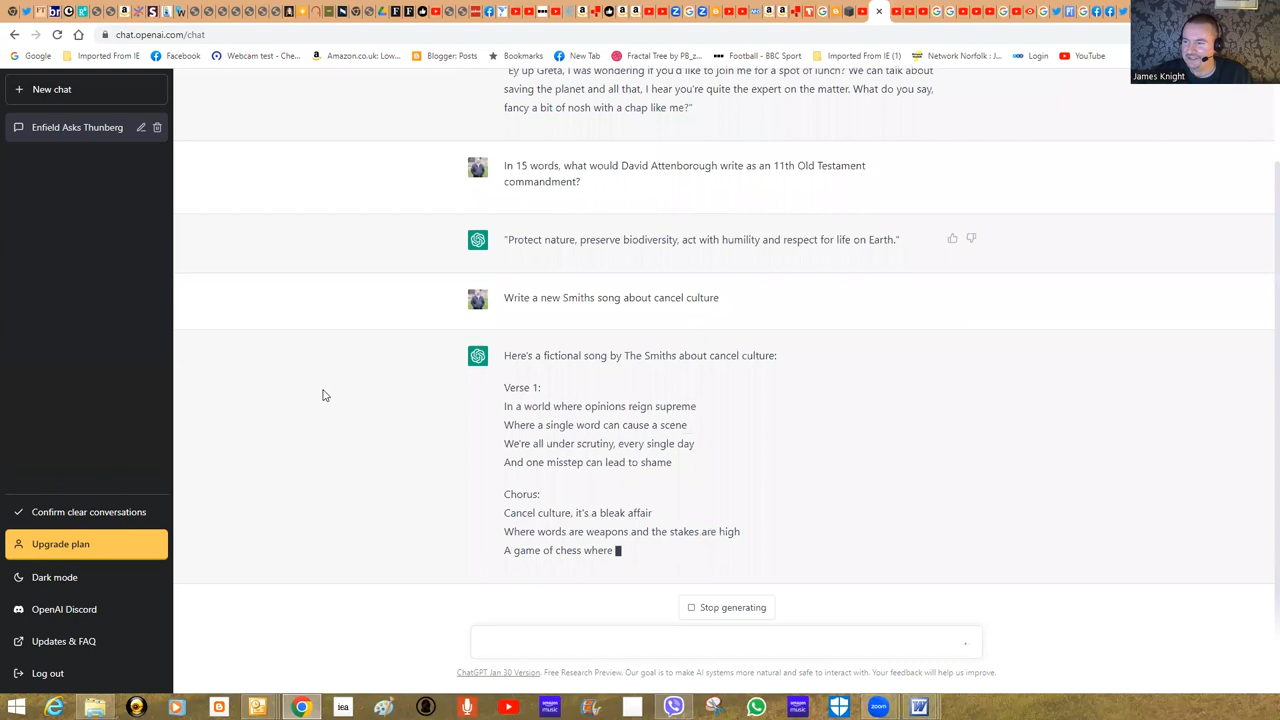 chat.openai.com/chat
Google
Imported From IE
Facebook
Webcam test - Che...
Amazon.co.uk: Low...
Blogger: Posts
Bookmarks
New Tab
Fractal Tree by PB_z...
Football - BBC Sport
Imported From IE (1)
Network Norfolk : J...
Login
YouTube
James Knight
New chat
Enfield Asks Thunberg
"Ey up Greta, I was wondering if you'd like to join me for a spot of lunch? We can talk about
saving the planet and all that, I hear you're quite the expert on the matter. What do you say,
fancy a bit of nosh with a chap like me?"
In 15 words, what would David Attenborough write as an 11th Old Testament
commandment?
"Protect nature, preserve biodiversity, act with humility and respect for life on Earth."
Write a new Smiths song about cancel culture
Here's a fictional song by The Smiths about cancel culture:
Verse 1:
In a world where opinions reign supreme
Where a single word can cause a scene
We're all under scrutiny, every single day
And one misstep can lead to shame
Chorus:
Cancel culture, it's a bleak affair
Where words are weapons and the stakes are high
A game of chess where
Stop generating
Confirm clear conversations
Upgrade plan
Dark mode
OpenAI Discord
Updates & FAQ
Log out
ChatGPT Jan 30 Version. Free Research Preview. Our goal is to make AI systems more natural and safe to interact with. Your feedback will help us improve.
iea
amazon music
amazon music
zoom